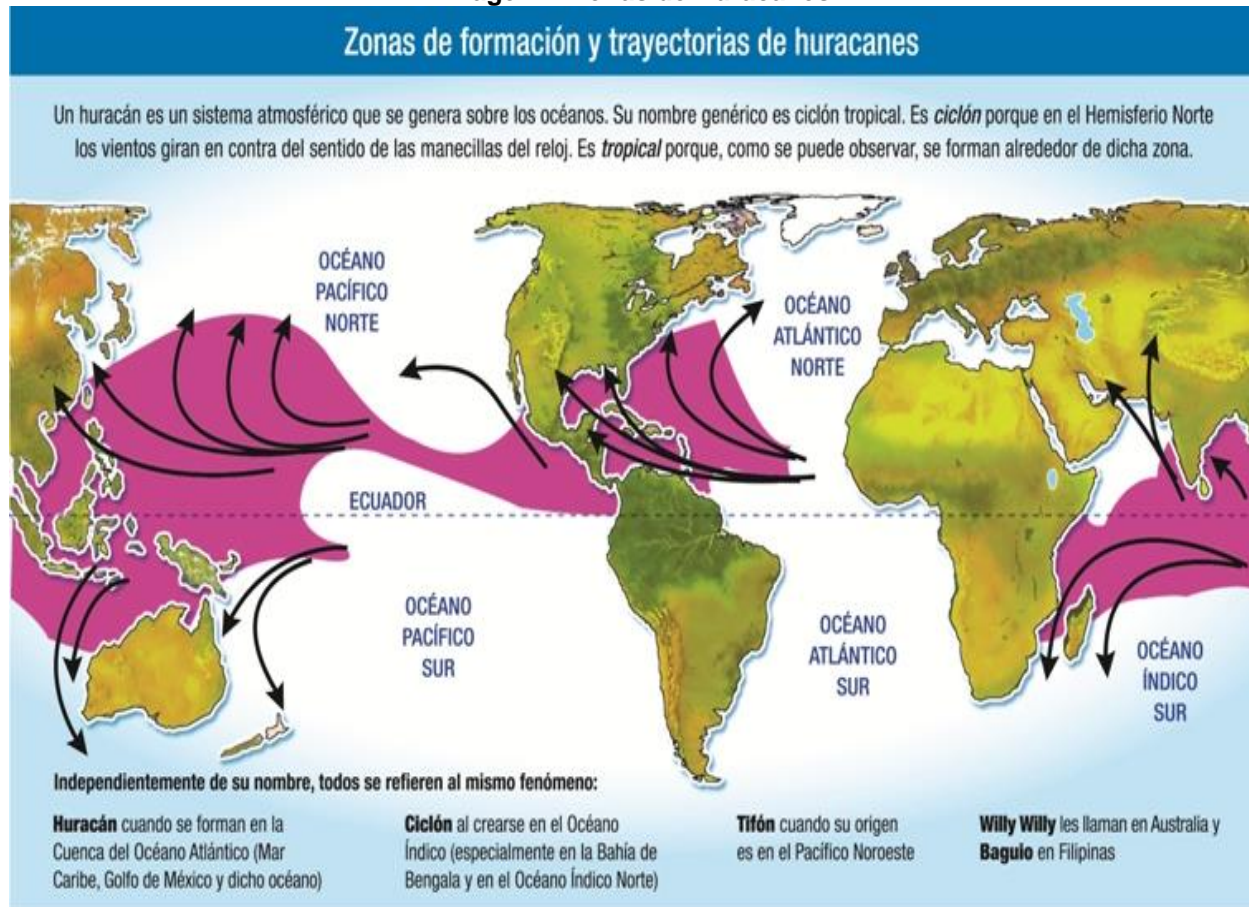 Zonas de formación y trayectorias de huracanes
Un huracán es un sistema atmosférico que se genera sobre los océanos. Su nombre genérico es ciclón tropical. Es ciclón porque en el Hemisferio Norte
los vientos giran en contra del sentido de las manecillas del reloj. Es tropical porque, como se puede observar, se forman alrededor de dicha zona.
OCÉANO
PACÍFICO
NORTE
OCÉANO
ATLÁNTICO
NORTE
ECUADOR
OCÉANO
PACÍFICO
SUR
OCÉANO
ATLÁNTICO
SUR
OCÉANO
ÍNDICO
SUR
Independientemente de su nombre, todos se refieren al mismo fenómeno:
Huracán cuando se forman en la
Cuenca del Océano Atlántico (Mar
Caribe, Golfo de México y dicho océano)
Ciclón al crearse en el Océano
Índico (especialmente en la Bahía de
Bengala y en el Océano Índico Norte)
Tifón cuando su origen
es en el Pacífico Noroeste
Willy Willy les llaman en Australia y
Baguio en Filipinas